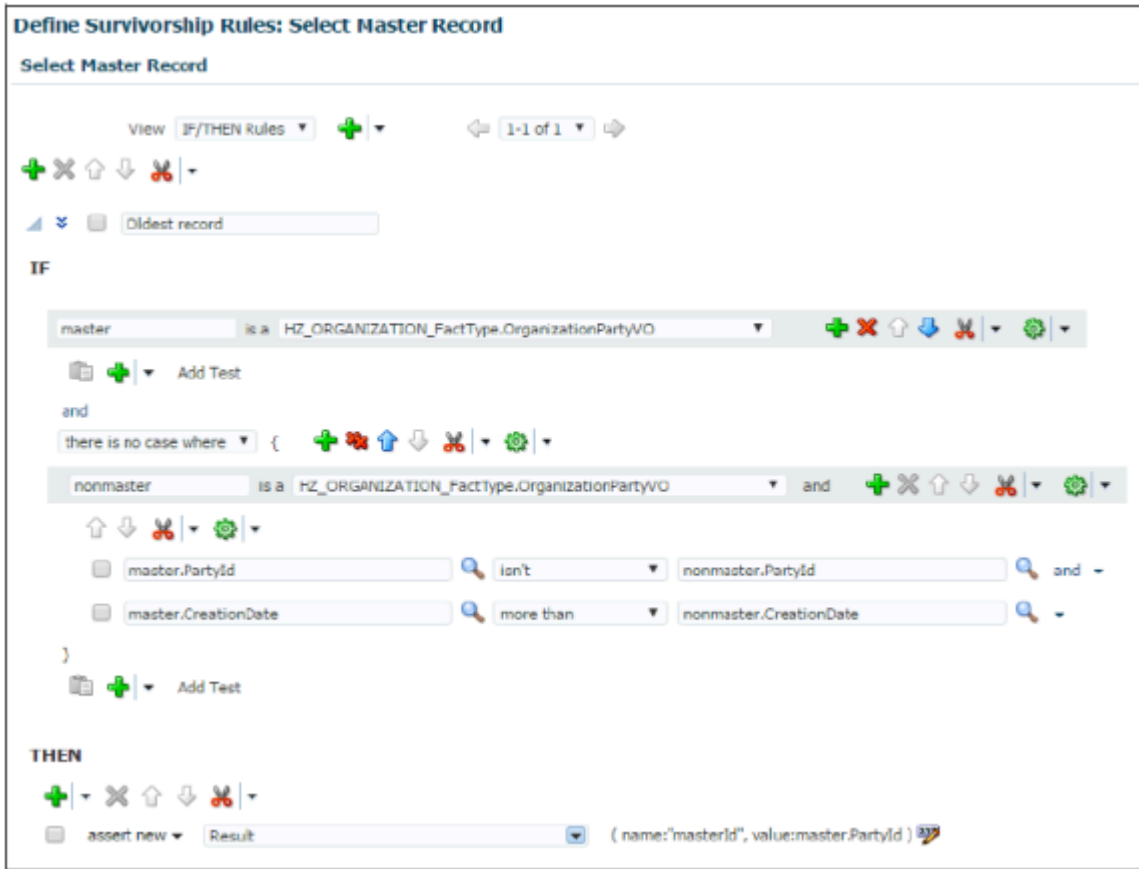 Define Survivorship Rules: Select Master Record
Select Master Record
View IF/THEN Rules 1-1 of 1
Oldest record
IF
master is a HZ_ORGANIZATION_FactType.OrganizationPartyVO
Add Test
and
there is no case where {
nonmaster is a HZ_ORGANIZATION_FactType.OrganizationPartyVO and
master.PartyId isn't nonmaster.PartyId and
master.CreationDate more than nonmaster.CreationDate
}
Add Test
THEN
assert new Result ( name:"masterId", value:master.PartyId )